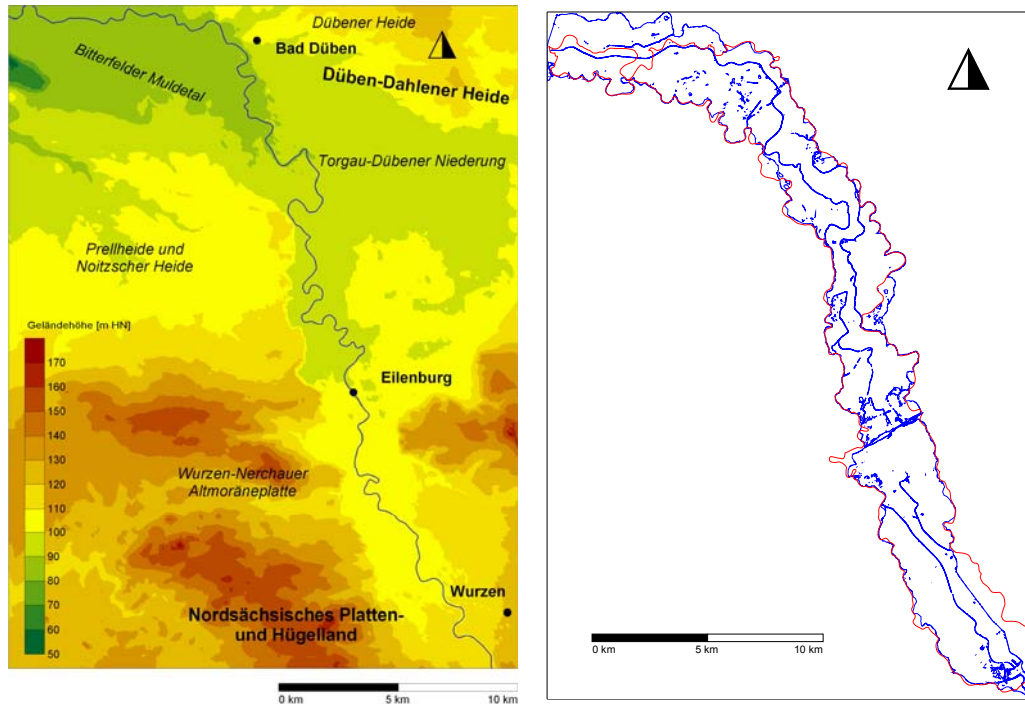 Dübener Heide
Bad Düben
Bitterfelder Muldetal
Düben-Dahlener Heide
Torgau-Dübener Niederung
Prellheide und
Noitzscher Heide
Geländehöhe [m HN]
170
160
150
140
130
120
110
100
90
80
70
60
50
Eilenburg
Wurzen-Nerchauer
Altmoräneplatte
Wurzen
Nordsächsisches Platten-
und Hügelland
0 km
5 km
10 km
0 km
5 km
10 km